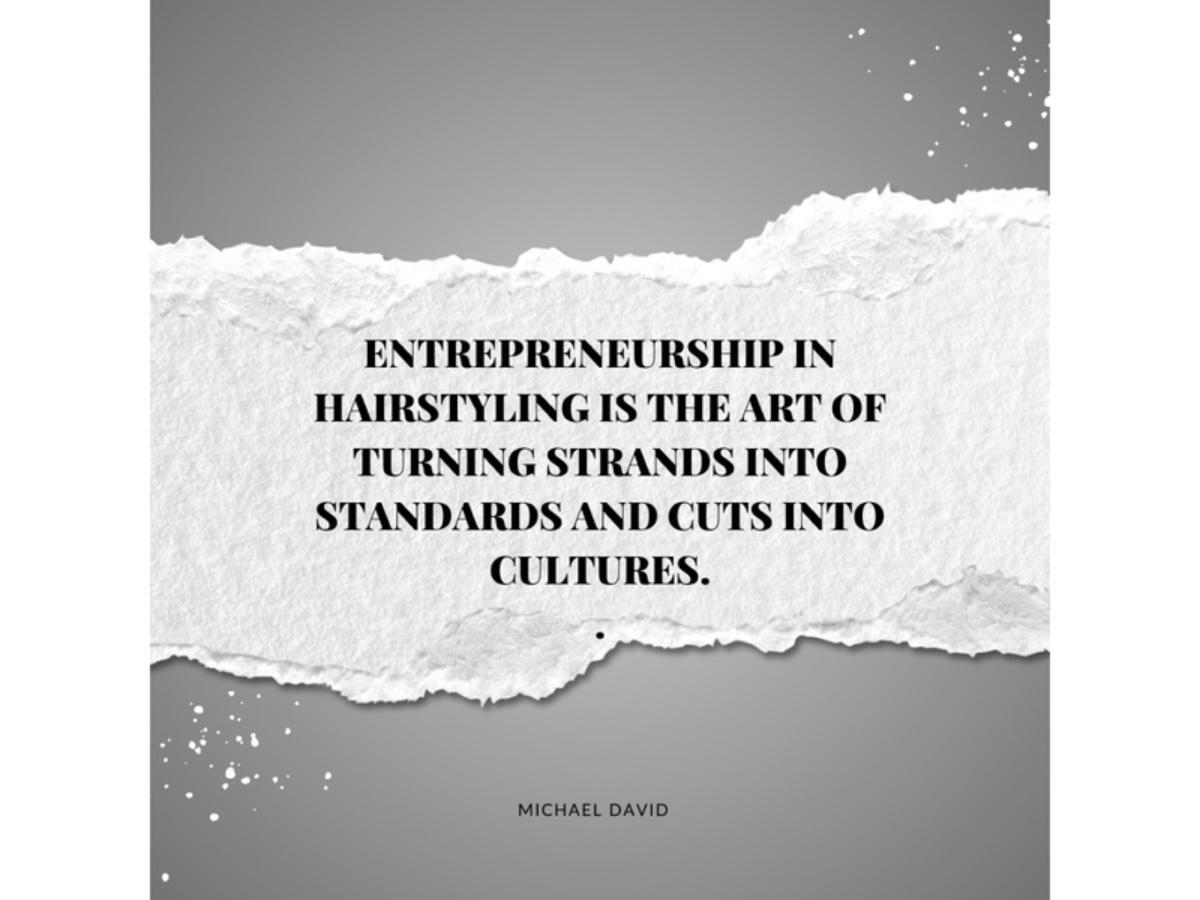 ENTREPRENEURSHIP IN
HAIRSTYLING IS THE ART OF
TURNING STRANDS INTO
STANDARDS AND CUTS INTO
CULTURES.
.
MICHAEL DAVID